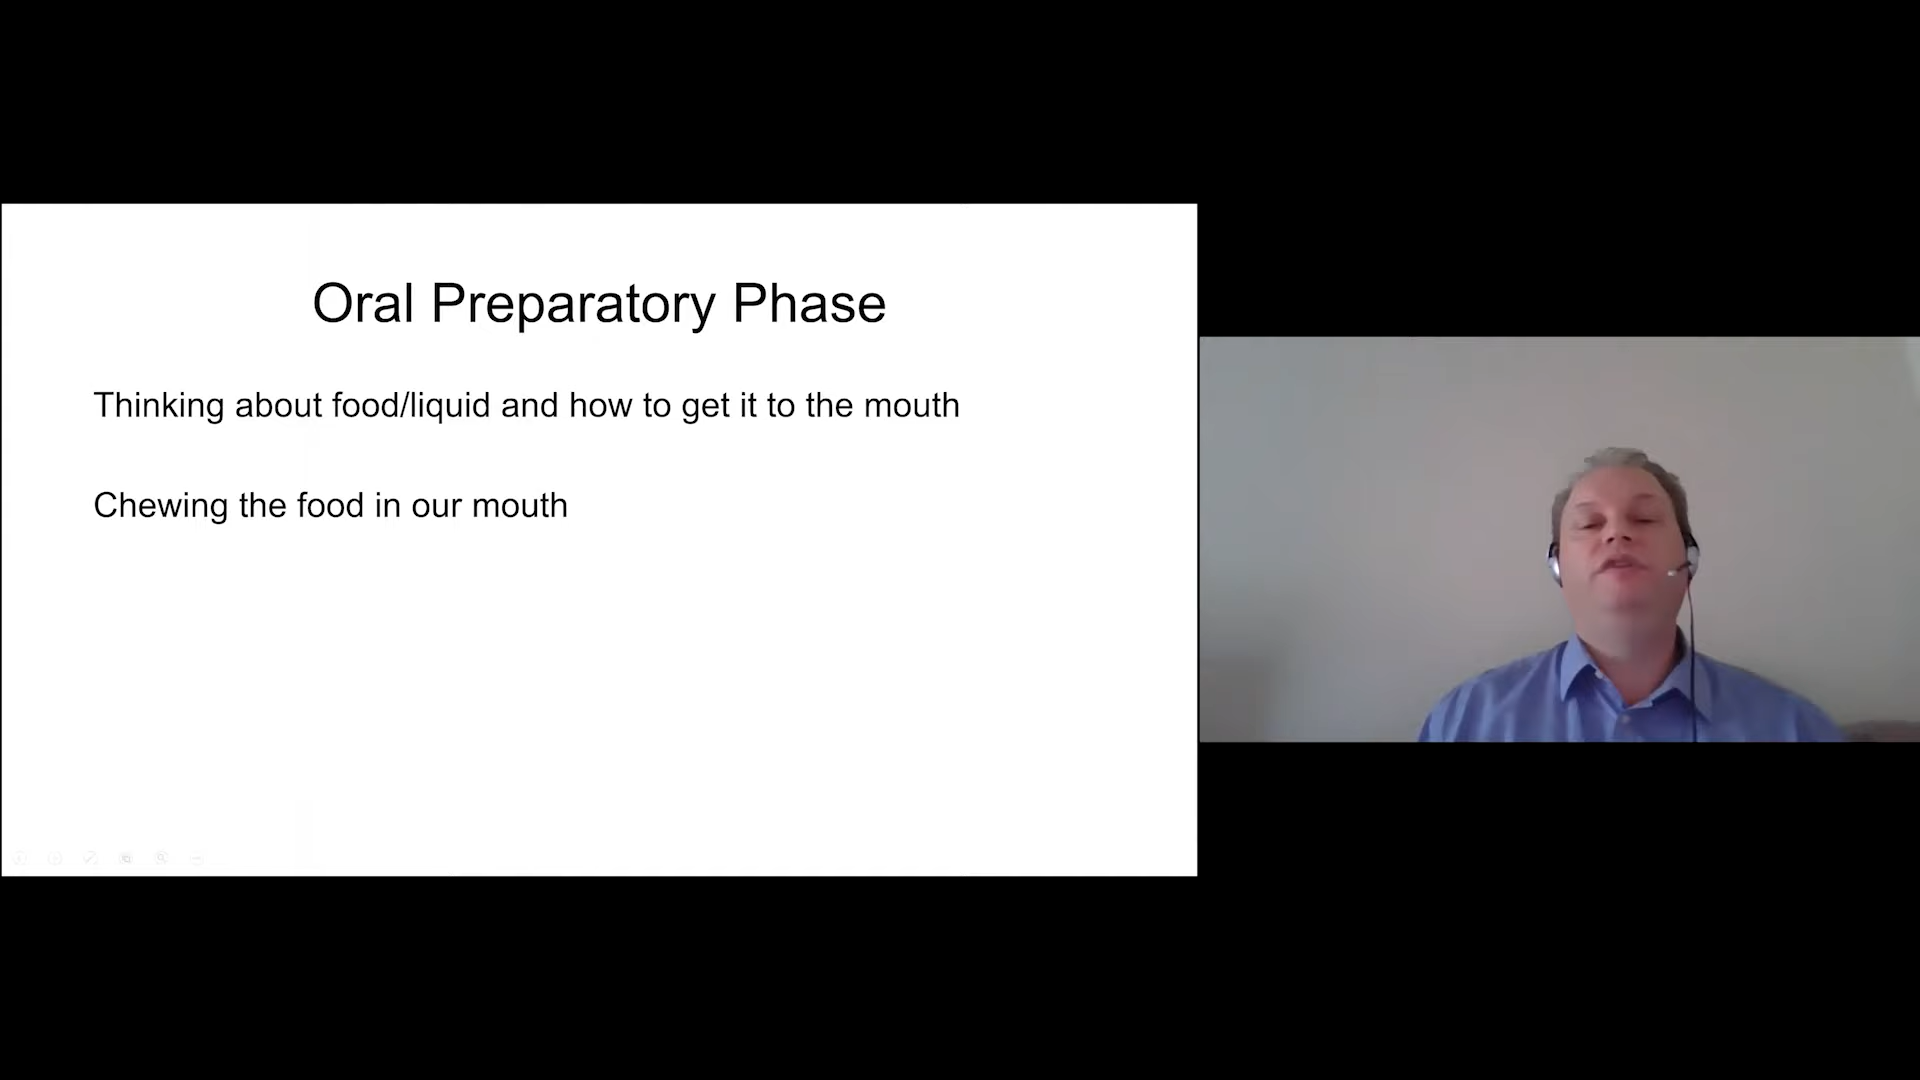 Oral Preparatory Phase
Thinking about food/liquid and how to get it to the mouth
Chewing the food in our mouth